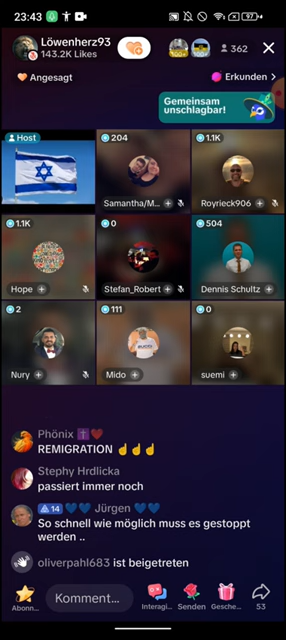 23:43
97
Löwenherz93
143.2K Likes
100+
100+
362
Angesagt
Erkunden
Gemeinsam
unschlagbar!
Host
204
1.1K
Samantha/M...
Royrieck906
1.1K
0
504
Hope
Stefan_Robert
Dennis Schultz
2
111
0
Nury
Mido
suemi
Phönix
REMIGRATION ☝️☝️☝️
Stephy Hrdlicka
passiert immer noch
14 💙💙 Jürgen 💙💙
So schnell wie möglich muss es gestoppt
werden ..
oliverpahl683 ist beigetreten
Abonn...
Komment...
Interagi...
Senden
Gesche...
53